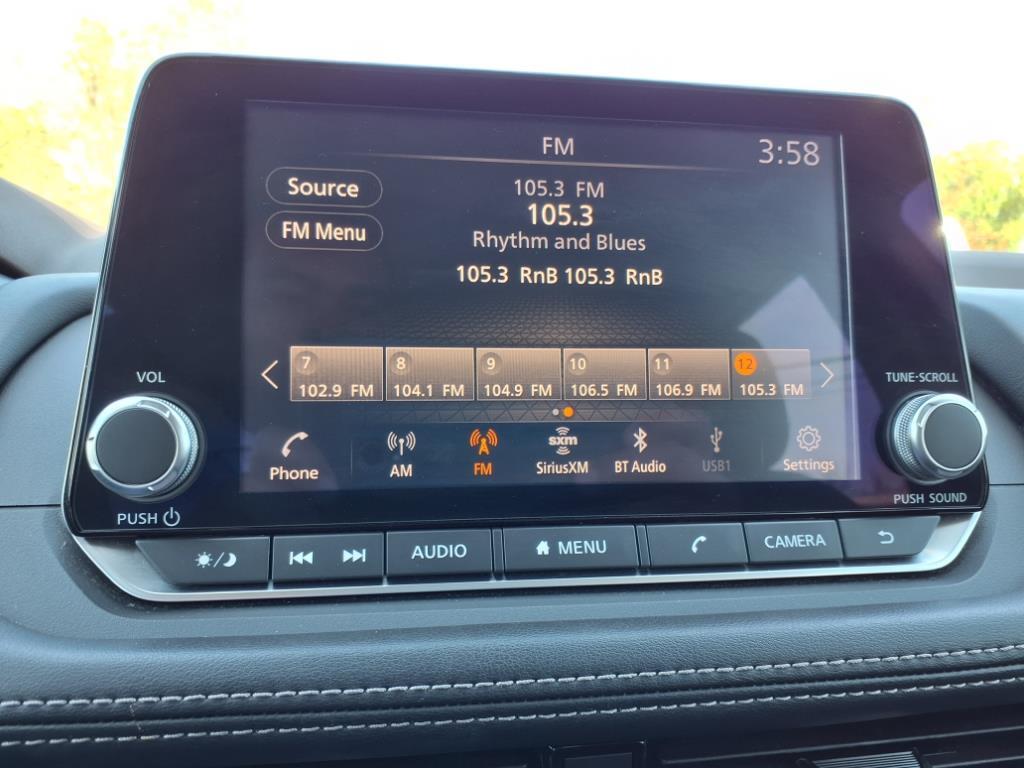 FM
3:58
Source
105.3 FM
105.3
FM Menu
Rhythm and Blues
105.3 RnB 105.3 RnB
7
8
9
10
11
12
102.9 FM
104.1 FM
104.9 FM
106.5 FM
106.9 FM
105.3 FM
VOL
TUNE·SCROLL
Phone
AM
FM
sxm
SiriusXM
BT Audio
USB1
Settings
PUSH
PUSH SOUND
AUDIO
MENU
CAMERA